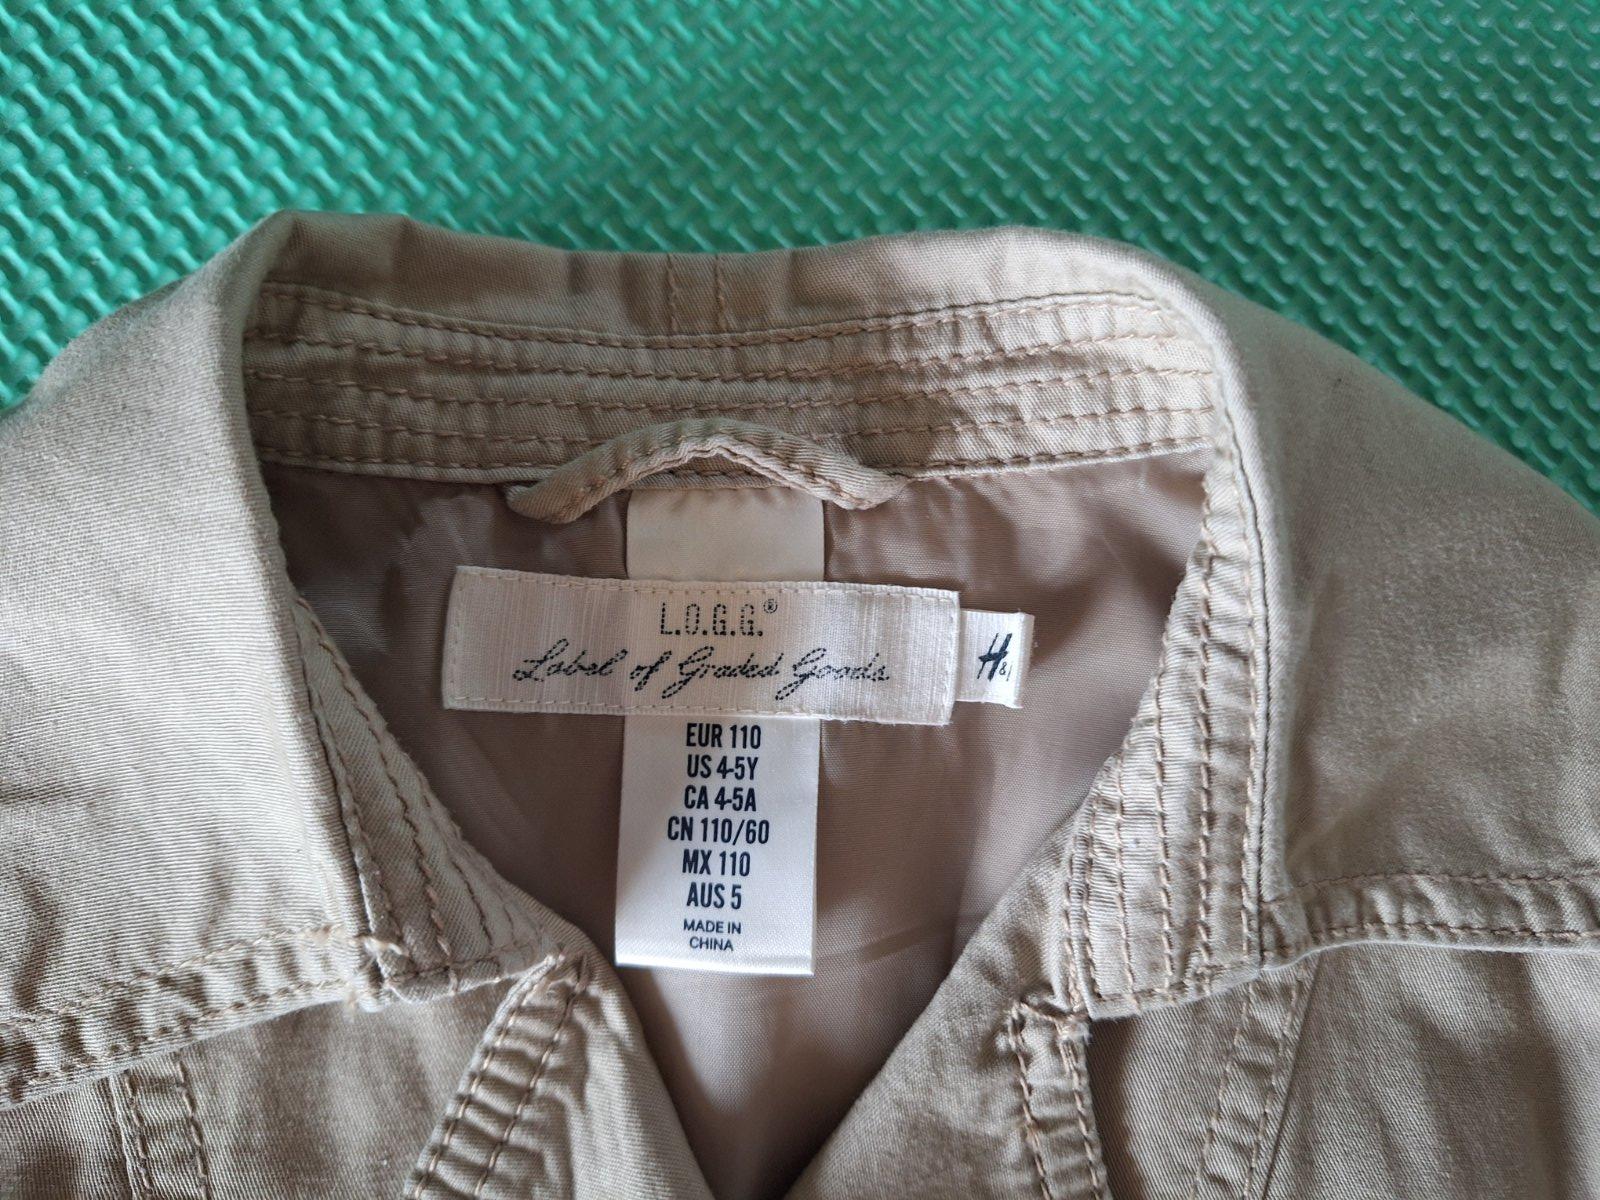 L.O.G.G.®
Label of Graded Goods
H&
EUR 110
US 4-5Y
CA 4-5A
CN 110/60
MX 110
AUS 5
MADE IN
CHINA